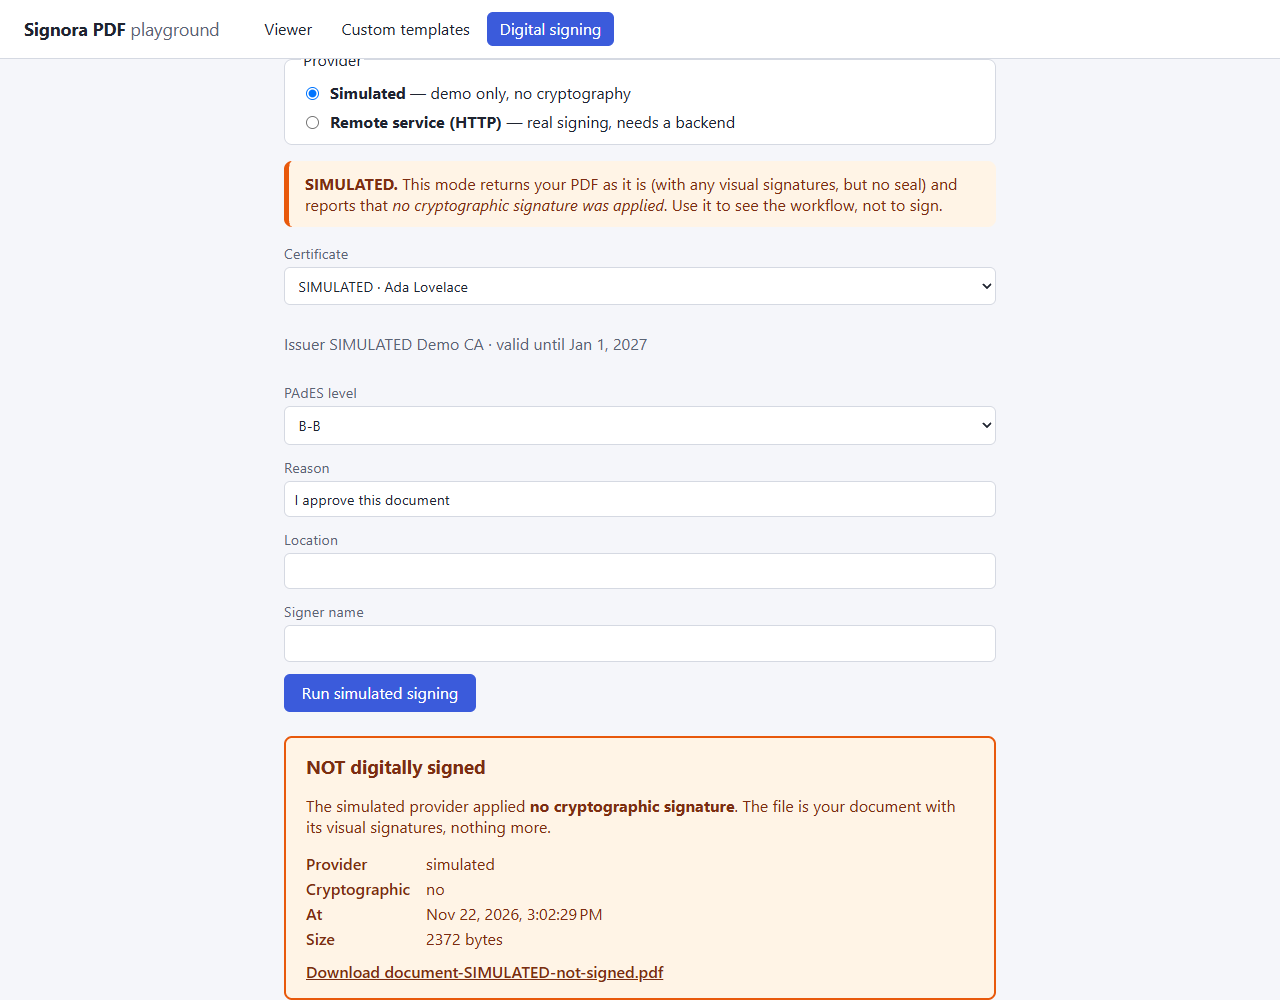 Signora PDF playground
Viewer
Custom templates
Digital signing
Provider
Simulated — demo only, no cryptography
Remote service (HTTP) — real signing, needs a backend
SIMULATED. This mode returns your PDF as it is (with any visual signatures, but no seal) and
reports that no cryptographic signature was applied. Use it to see the workflow, not to sign.
Certificate
SIMULATED · Ada Lovelace
Issuer SIMULATED Demo CA · valid until Jan 1, 2027
PAdES level
B-B
Reason
I approve this document
Location
Signer name
Run simulated signing
NOT digitally signed
The simulated provider applied no cryptographic signature. The file is your document with
its visual signatures, nothing more.
Provider simulated
Cryptographic no
At Nov 22, 2026, 3:02:29 PM
Size 2372 bytes
Download document-SIMULATED-not-signed.pdf